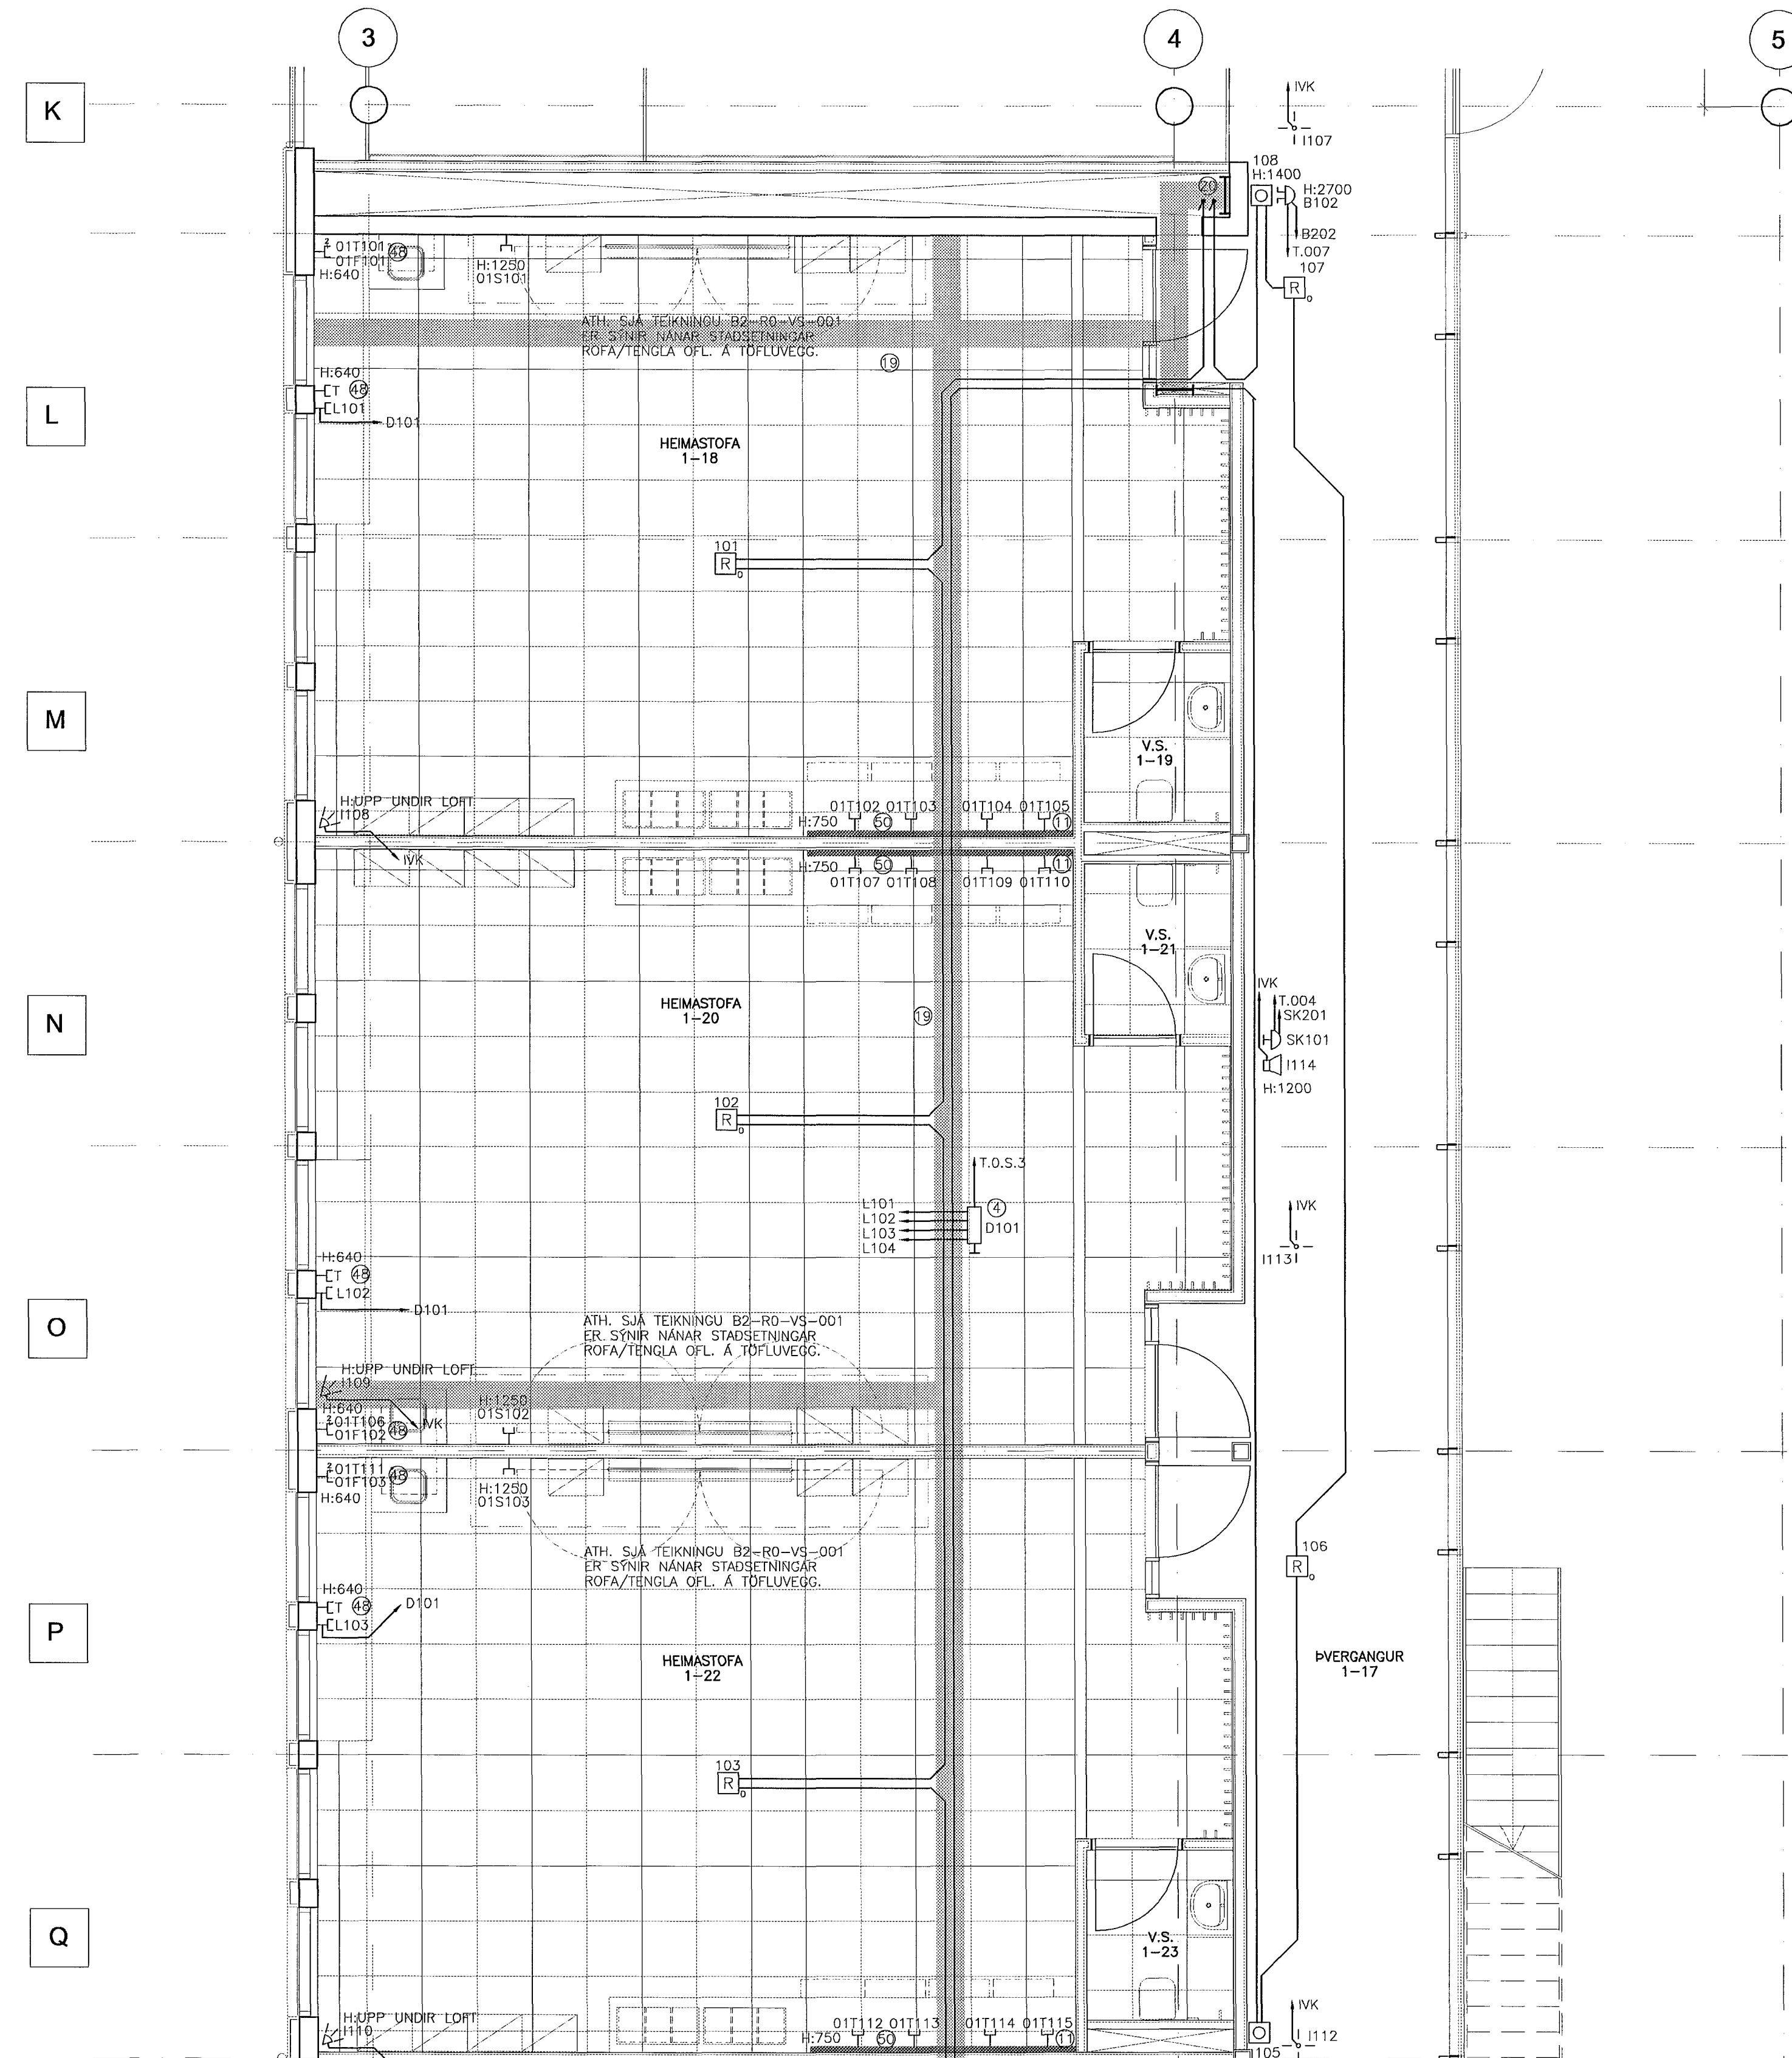 3
4
5
K
IVK
I107
108
H:1400
20
H:2700
B102
B202
T.007
107
R
01T101
48
01F101
H:640
H:1250
01S101
ATH. SJÁ TEIKNINGU B2-R0-VS-001
ER SÝNIR NÁNAR STAÐSETNINGAR
ROFA/TENGLA OFL. Á TÖFLUVEGG.
19
H:640
T 48
L101
D101
L
HEIMASTOFA
1-18
101
R
M
V.S.
1-19
H:UPP UNDIR LOFT
I108
IVK
01T102 01T103 01T104 01T105
H:750 50 11
H:750 50 11
01T107 01T108 01T109 01T110
V.S.
1-21
N
HEIMASTOFA
1-20
19
IVK
T.004
SK201
SK101
I114
H:1200
102
R
T.O.S.3
4
D101
L101
L102
L103
L104
IVK
I113
H:640
T 48
L102
D101
O
ATH. SJÁ TEIKNINGU B2-R0-VS-001
ER SÝNIR NÁNAR STAÐSETNINGAR
ROFA/TENGLA OFL. Á TÖFLUVEGG.
H:UPP UNDIR LOFT
I109
IVK
H:640
01T106
01F102 48
H:1250
01S102
01T111
01F103 48
H:640
H:1250
01S103
ATH. SJÁ TEIKNINGU B2-R0-VS-001
ER SÝNIR NÁNAR STAÐSETNINGAR
ROFA/TENGLA OFL. Á TÖFLUVEGG.
106
R
H:640
T 48
L103
D101
P
HEIMASTOFA
1-22
ÞVERGANGUR
1-17
103
R
Q
V.S.
1-23
H:UPP UNDIR LOFT
I110
01T112 01T113 01T114 01T115
H:750 50 11
IVK
I112
105